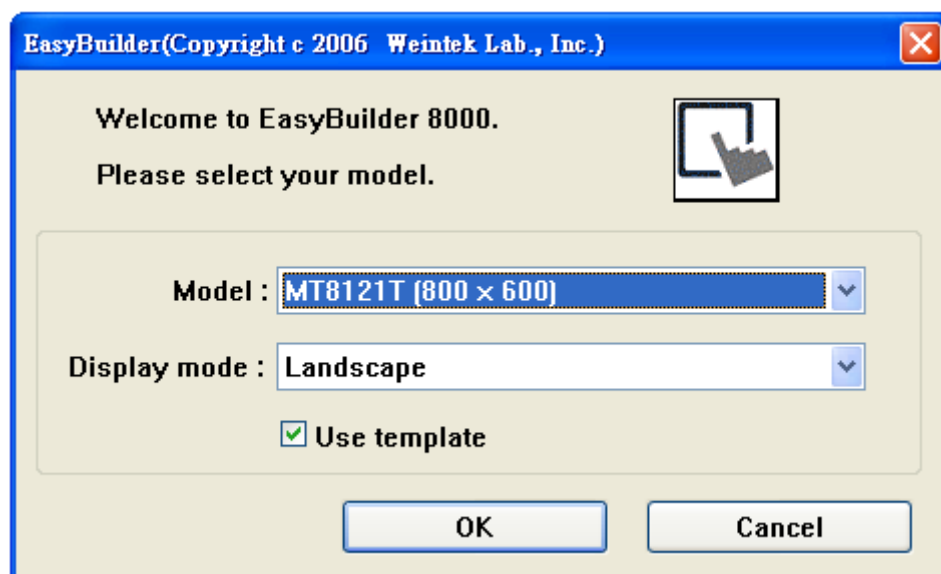 EasyBuilder(Copyright c 2006 Weintek Lab., Inc.)
Welcome to EasyBuilder 8000.
Please select your model.
Model : MT8121T (800 x 600)
Display mode : Landscape
Use template
OK Cancel